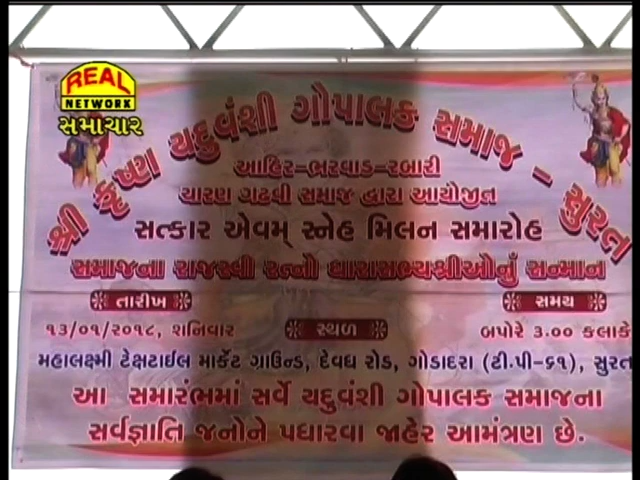 REAL
NETWORK
સમાચાર
શ્રી કૃષ્ણ યદુવંશી ગોપાલક સમાજ - સુરત
આહિર-ભરવાડ-રબારી
ચારણ ગઢવી સમાજ દ્વારા આયોજીત
સત્કાર એવમ્ સ્નેહ મિલન સમારોહ
સમાજના રાજસ્વી રત્નો ધારાસભ્યશ્રીઓનું સન્માન
તારીખ
સમય
૧૩/૦૧/૨૦૧૮, શનિવાર
સ્થળ
બપોરે ૩.૦૦ કલાકે
મહાલક્ષ્મી ટેક્ષટાઈલ માર્કેટ ગ્રાઉન્ડ, દેવધ રોડ, ગોડાદરા (ટી.પી-૬૧), સુરત
આ સમારંભમાં સર્વે યદુવંશી ગોપાલક સમાજના
સર્વજ્ઞાતિ જનોને પધારવા જાહેર આમંત્રણ છે.